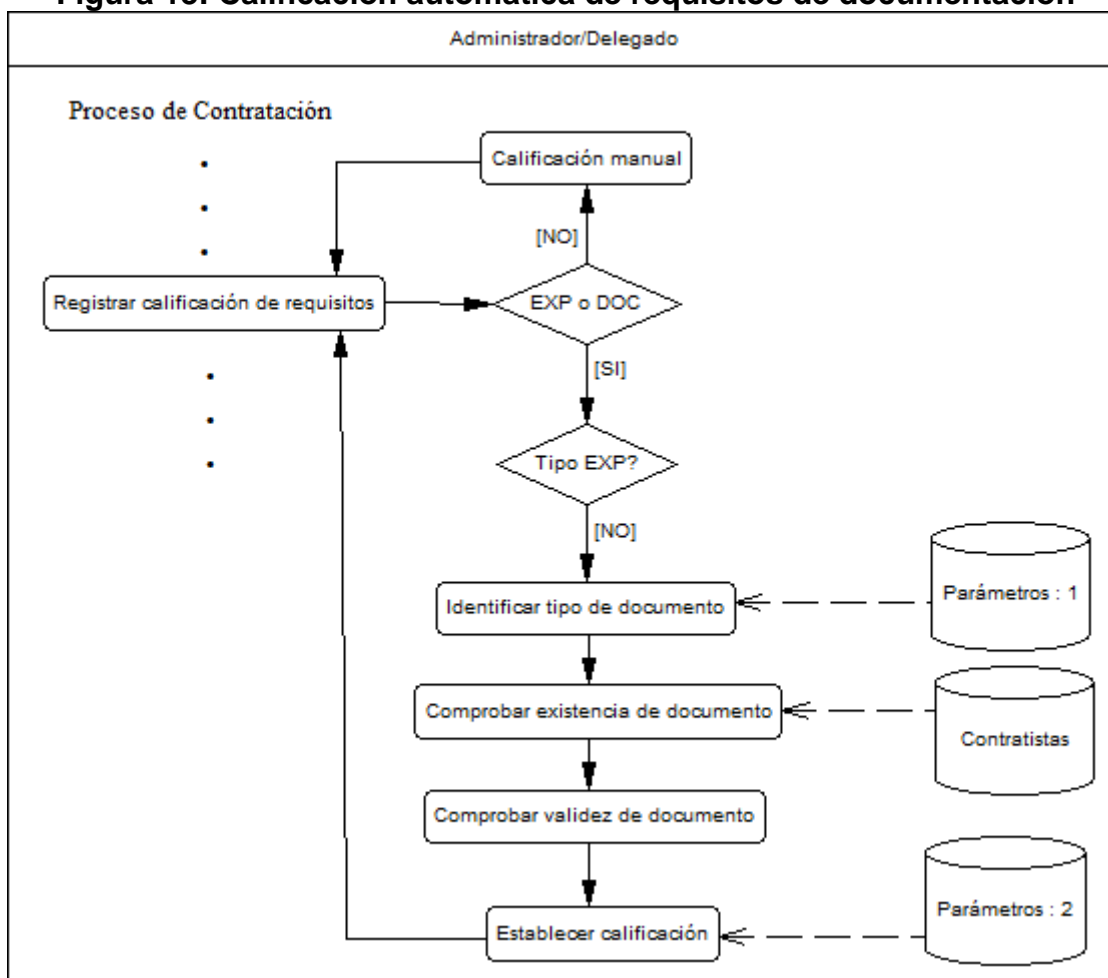 Figura Calificación automática de requisitos de documentación
Administrador/Delegado
Proceso de Contratación
Calificación manual
[NO]
Registrar calificación de requisitos
EXP o DOC
[SI]
Tipo EXP?
[NO]
Identificar tipo de documento
Parámetros : 1
Comprobar existencia de documento
Contratistas
Comprobar validez de documento
Establecer calificación
Parámetros : 2